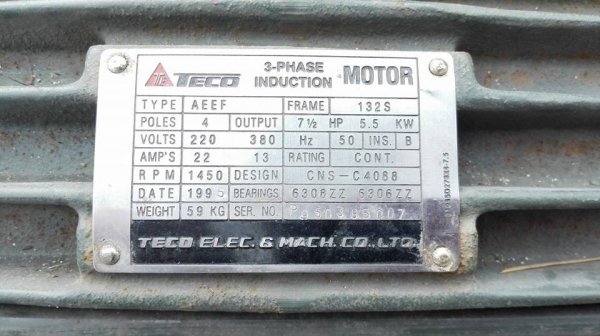 TECO 3-PHASE INDUCTION MOTOR
TYPE AEEF FRAME 132S
POLES 4 OUTPUT 7½ HP 5.5 KW
VOLTS 220 380 Hz 50 INS. B
AMP'S 22 13 RATING CONT.
RPM 1450 DESIGN CNS-C4088
DATE 1995 BEARINGS 6306ZZ 6306ZZ
WEIGHT 59 KG SER. NO.
TECO ELEC. & MACH. CO., LTD.